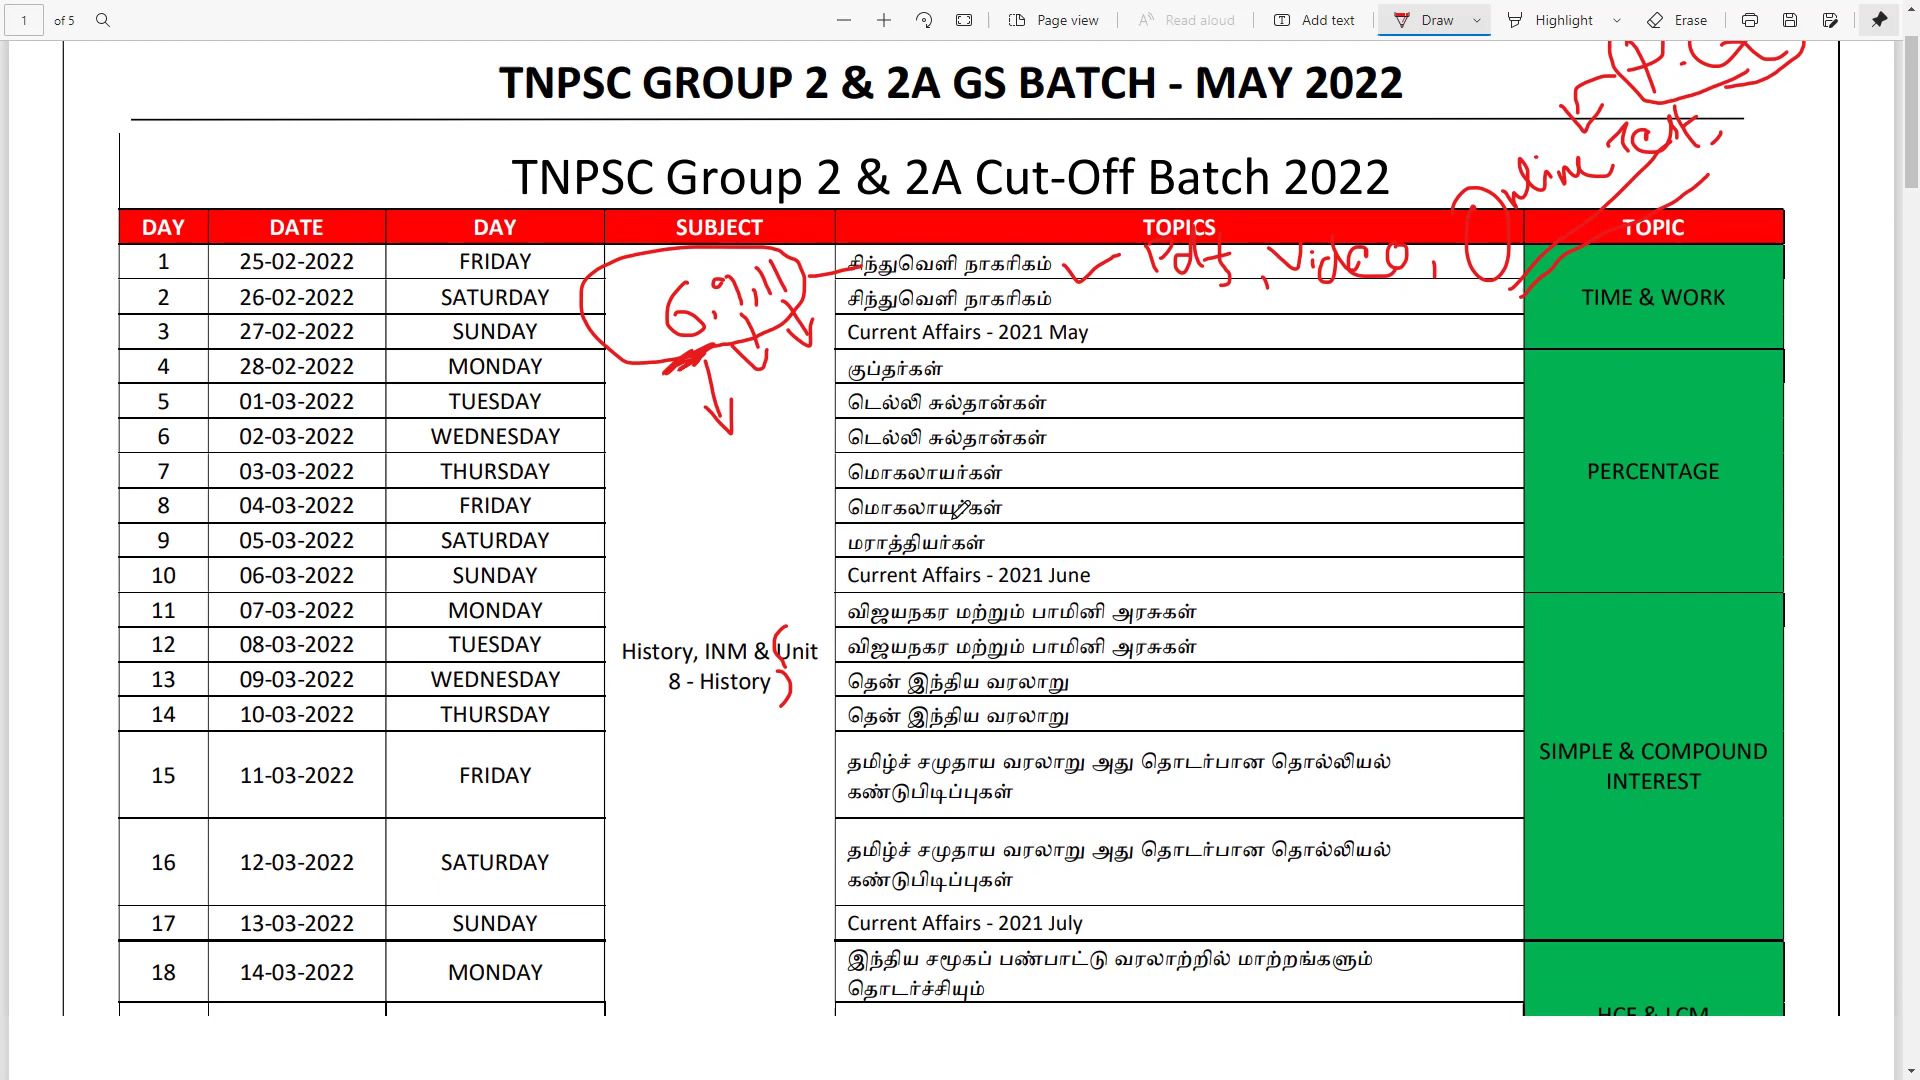 1 of 5 Page view Read aloud Add text Draw Highlight Erase
TNPSC GROUP 2 & 2A GS BATCH - MAY 2022
TNPSC Group 2 & 2A Cut-Off Batch 2022
Online Test,
DAY DATE DAY SUBJECT TOPICS TOPIC
1 25-02-2022 FRIDAY சிந்துவெளி நாகரிகம்
Pdf, Video,
6, 9, 11
2 26-02-2022 SATURDAY சிந்துவெளி நாகரிகம் TIME & WORK
3 27-02-2022 SUNDAY Current Affairs - 2021 May
4 28-02-2022 MONDAY குப்தர்கள்
5 01-03-2022 TUESDAY டெல்லி சுல்தான்கள்
6 02-03-2022 WEDNESDAY டெல்லி சுல்தான்கள்
7 03-03-2022 THURSDAY மொகலாயர்கள் PERCENTAGE
8 04-03-2022 FRIDAY மொகலாயர்கள்
9 05-03-2022 SATURDAY மராத்தியர்கள்
10 06-03-2022 SUNDAY Current Affairs - 2021 June
11 07-03-2022 MONDAY விஜயநகர மற்றும் பாமினி அரசுகள்
12 08-03-2022 TUESDAY விஜயநகர மற்றும் பாமினி அரசுகள்
History, INM & Unit
8 - History
13 09-03-2022 WEDNESDAY தென் இந்திய வரலாறு
14 10-03-2022 THURSDAY தென் இந்திய வரலாறு
SIMPLE & COMPOUND
INTEREST
15 11-03-2022 FRIDAY தமிழ்ச் சமுதாய வரலாறு அது தொடர்பான தொல்லியல்
கண்டுபிடிப்புகள்
16 12-03-2022 SATURDAY தமிழ்ச் சமுதாய வரலாறு அது தொடர்பான தொல்லியல்
கண்டுபிடிப்புகள்
17 13-03-2022 SUNDAY Current Affairs - 2021 July
18 14-03-2022 MONDAY இந்திய சமூகப் பண்பாட்டு வரலாற்றில் மாற்றங்களும்
தொடர்ச்சியும்
HCF & LCM